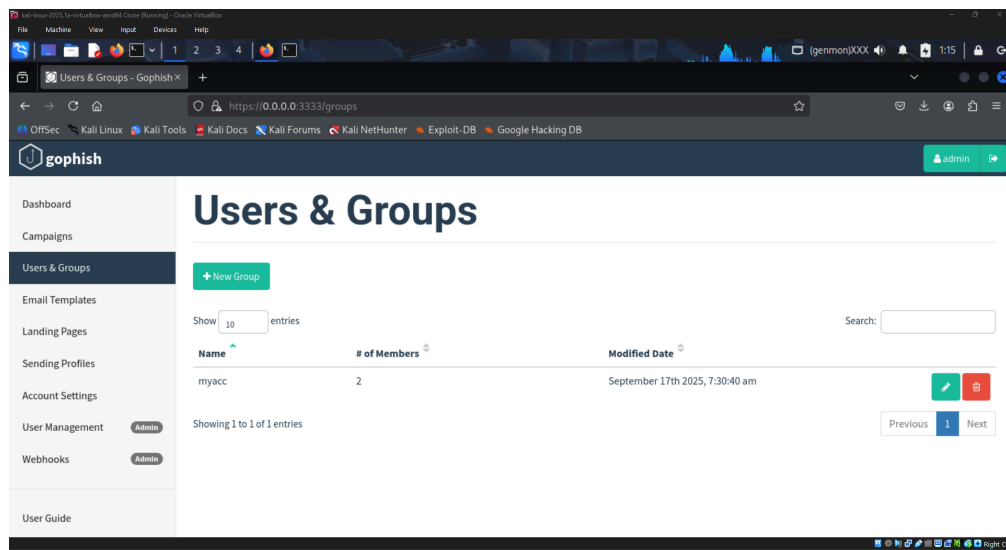 kali-linux-2025.1a-virtualbox-amd64 Clone [Running] - Oracle VirtualBox
File Machine View Input Devices Help
1 2 3 4 (genmon)XXX 1:15
Users & Groups - Gophish
https://0.0.0.0:3333/groups
OffSec Kali Linux Kali Tools Kali Docs Kali Forums Kali NetHunter Exploit-DB Google Hacking DB
gophish admin
Dashboard
Campaigns
Users & Groups
Email Templates
Landing Pages
Sending Profiles
Account Settings
User Management Admin
Webhooks Admin
User Guide
Users & Groups
New Group
Show 10 entries Search:
Name # of Members Modified Date
myacc 2 September 17th 2025, 7:30:40 am
Showing 1 to 1 of 1 entries Previous 1 Next
Right C